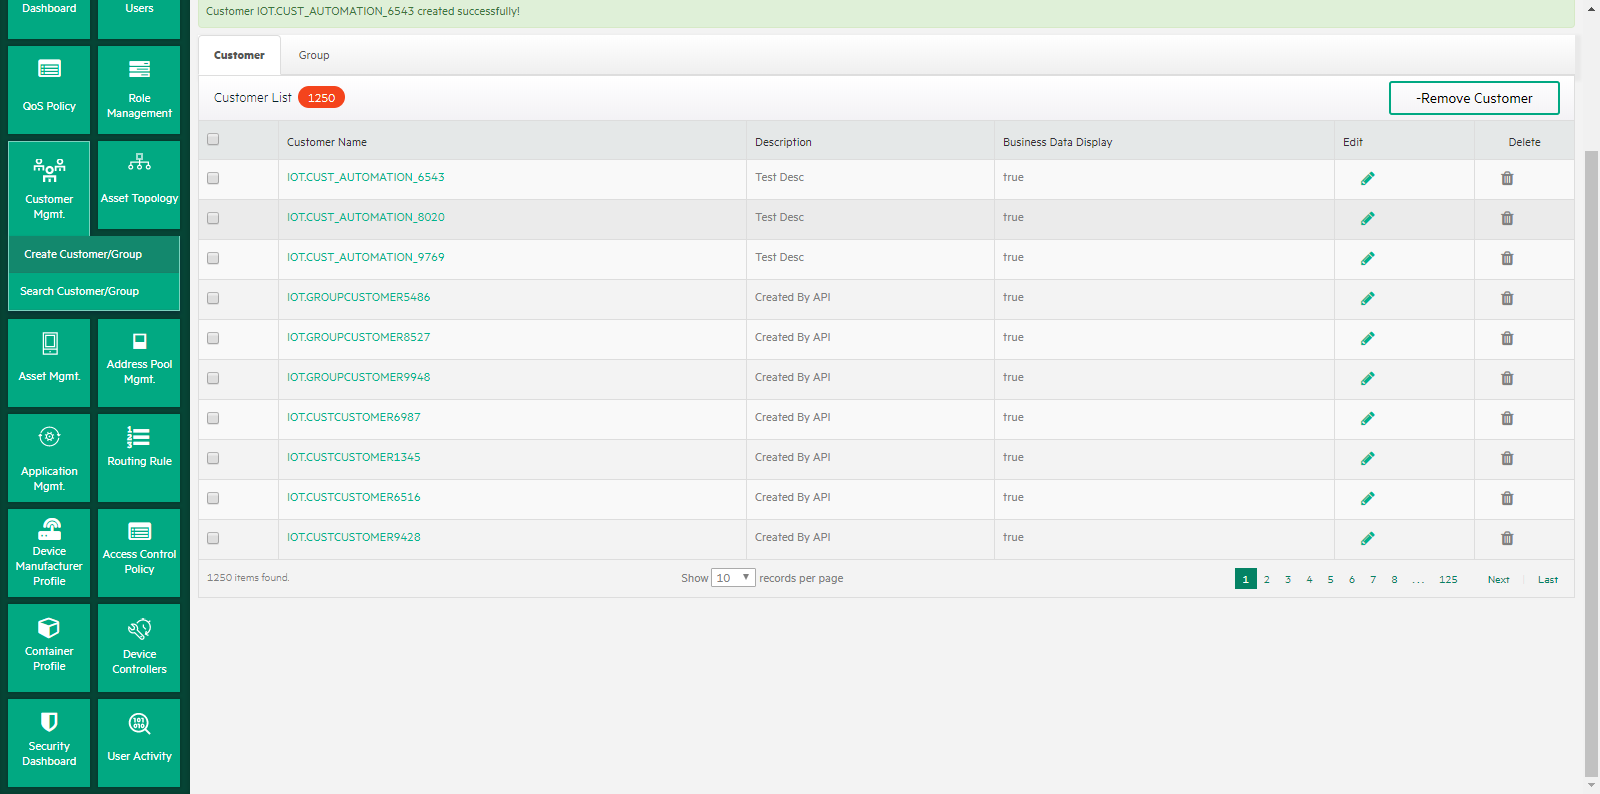 Dashboard
Users
QoS Policy
Role
Management
Customer
Mgmt.
Asset Topology
Create Customer/Group
Search Customer/Group
Asset Mgmt.
Address Pool
Mgmt.
Application
Mgmt.
Routing Rule
Device
Manufacturer
Profile
Access Control
Policy
Container
Profile
Device
Controllers
Security
Dashboard
User Activity
Customer IOT.CUST_AUTOMATION_6543 created successfully!
Customer Group
Customer List 1250 -Remove Customer
Customer Name Description Business Data Display Edit Delete
IOT.CUST_AUTOMATION_6543 Test Desc true
IOT.CUST_AUTOMATION_8020 Test Desc true
IOT.CUST_AUTOMATION_9769 Test Desc true
IOT.GROUPCUSTOMER5486 Created By API true
IOT.GROUPCUSTOMER8527 Created By API true
IOT.GROUPCUSTOMER9948 Created By API true
IOT.CUSTCUSTOMER6987 Created By API true
IOT.CUSTCUSTOMER1345 Created By API true
IOT.CUSTCUSTOMER6516 Created By API true
IOT.CUSTCUSTOMER9428 Created By API true
1250 items found. Show 10 records per page 1 2 3 4 5 6 7 8 ... 125 Next Last